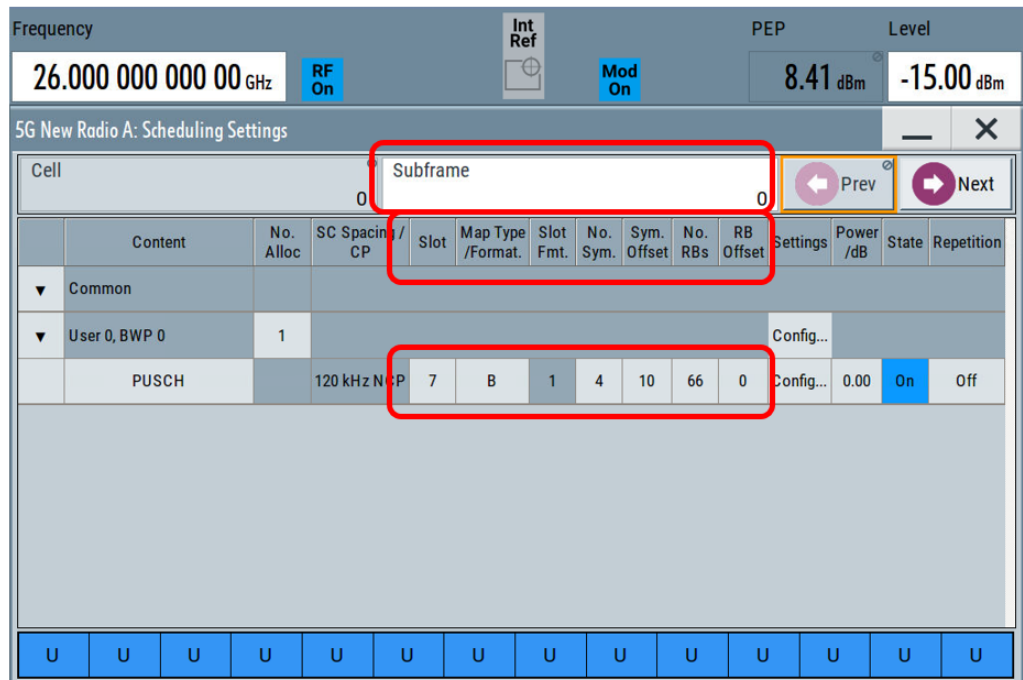 Frequency Int Ref PEP Level
26.000 000 000 00 GHz RF On Mod On 8.41 dBm -15.00 dBm
5G New Radio A: Scheduling Settings
Cell 0 Subframe 0 Prev Next
Content No. Alloc SC Spacing / CP Slot Map Type /Format. Slot Fmt. No. Sym. Sym. Offset No. RBs RB Offset Settings Power /dB State Repetition
Common
User 0, BWP 0 1 Config...
PUSCH 120 kHz NCP 7 B 1 4 10 66 0 Config... 0.00 On Off
U U U U U U U U U U U U U U